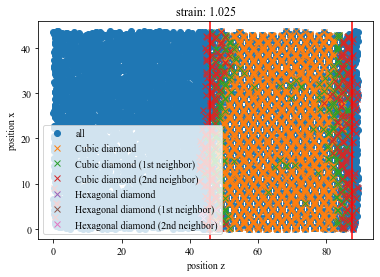 strain: 1.025
position x
40
30
20
10
0
all
Cubic diamond
Cubic diamond (1st neighbor)
Cubic diamond (2nd neighbor)
Hexagonal diamond
Hexagonal diamond (1st neighbor)
Hexagonal diamond (2nd neighbor)
0 20 40 60 80
position z